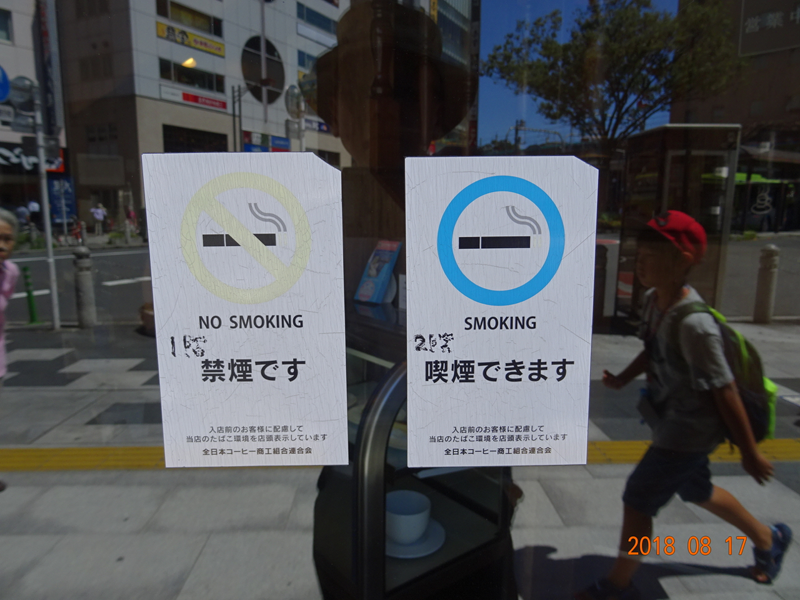 NO SMOKING
1階
禁煙です
入店前のお客様に配慮して
当店のたばこ環境を店頭表示しています
全日本コーヒー商工組合連合会
SMOKING
2階
喫煙できます
入店前のお客様に配慮して
当店のたばこ環境を店頭表示しています
全日本コーヒー商工組合連合会
営業中
2018 08 17